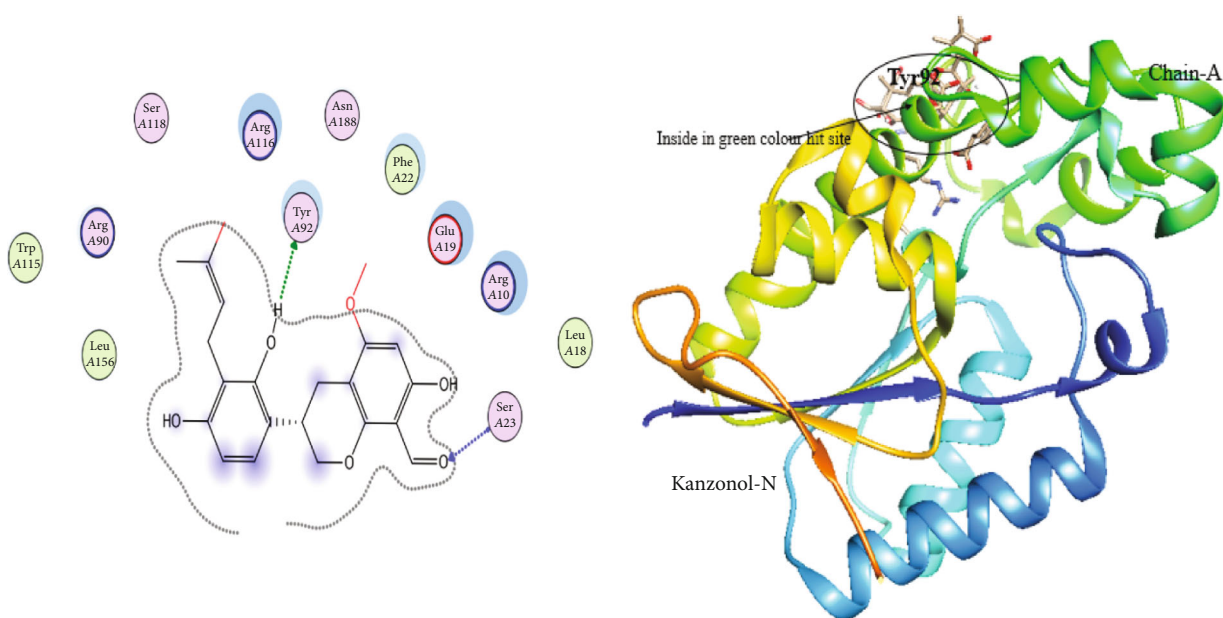 Ser
A118
Arg
A116
Asn
A188
Phe
A22
Tyr
A92
Glu
A19
Arg
A90
Trp
A115
Arg
A10
Leu
A18
Leu
A156
H
O
O
HO
OH
O
O
Ser
A23
Tyr92
Chain-A
Inside in green colour hit site
Kanzonol-N